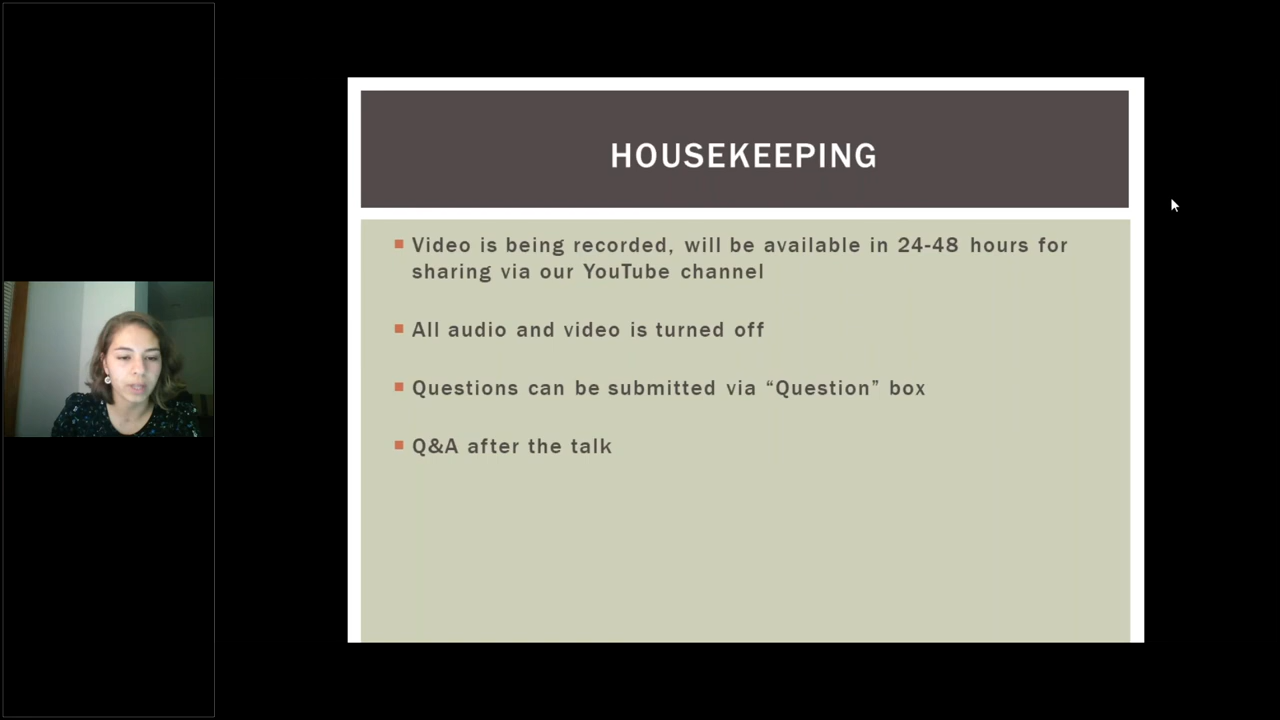 HOUSEKEEPING
Video is being recorded, will be available in 24-48 hours for
sharing via our YouTube channel
All audio and video is turned off
Questions can be submitted via “Question” box
Q&A after the talk